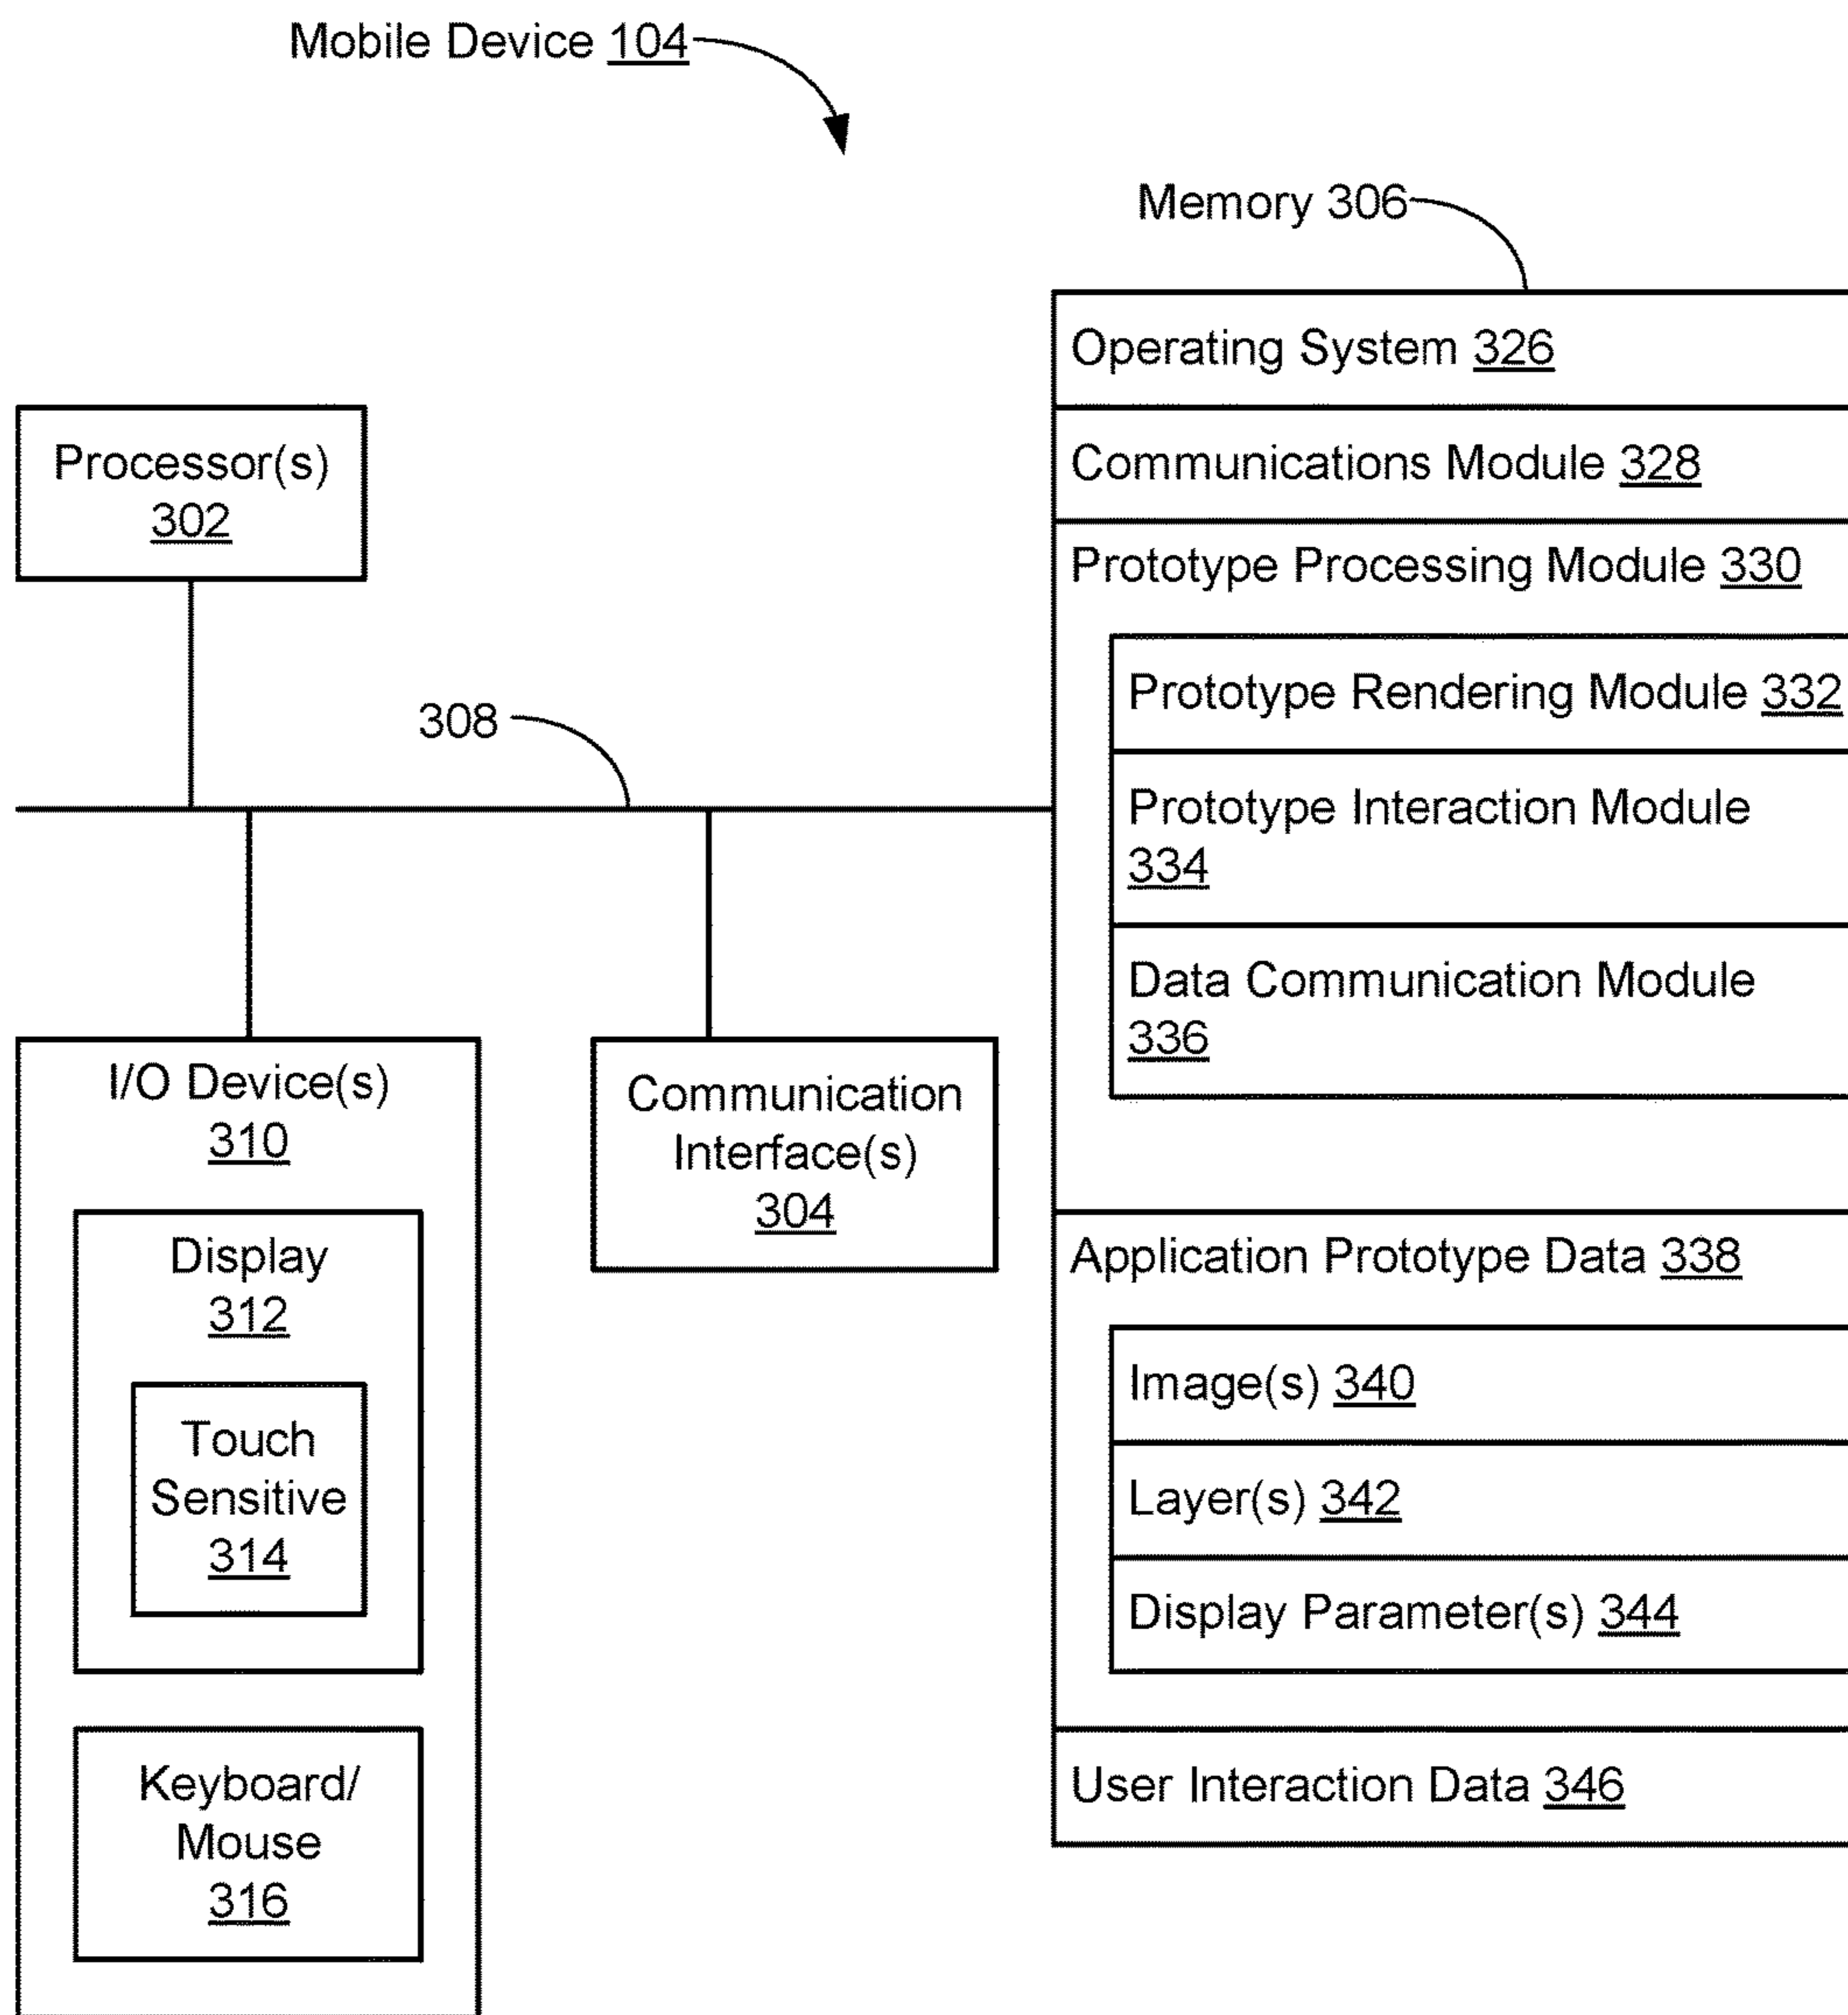 Mobile Device 104
Memory 306
Operating System 326
Communications Module 328
Prototype Processing Module 330
Prototype Rendering Module 332
Prototype Interaction Module
334
Data Communication Module
336
Application Prototype Data 338
Image(s) 340
Layer(s) 342
Display Parameter(s) 344
User Interaction Data 346
Processor(s)
302
308
I/O Device(s)
310
Display
312
Touch
Sensitive
314
Keyboard/
Mouse
316
Communication
Interface(s)
304